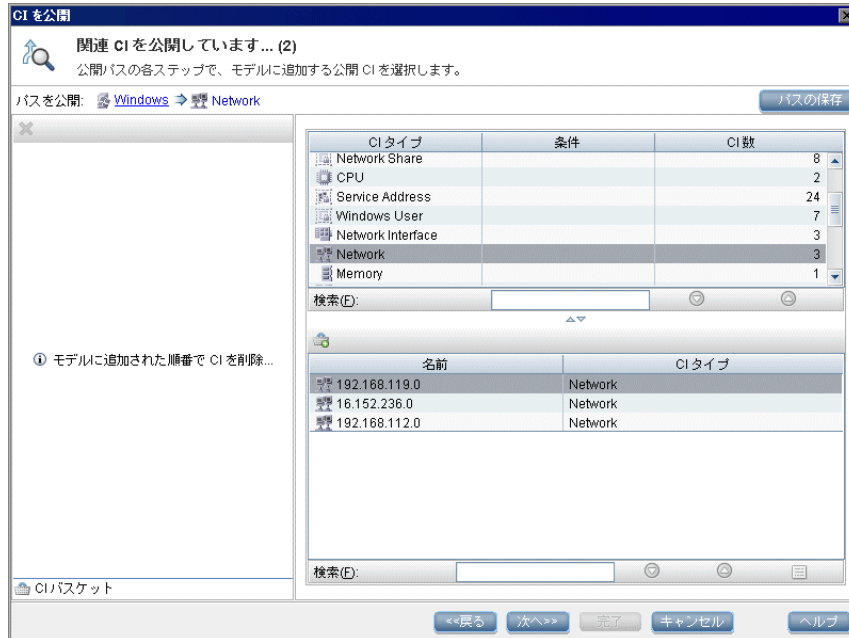 CI を公開
関連 CI を公開しています... (2)
公開パスの各ステップで、モデルに追加する公開 CI を選択します。
パスを公開: Windows ⇒ Network
パスの保存
CI タイプ 条件 CI 数
Network Share 8
CPU 2
Service Address 24
Windows User 7
Network Interface 3
Network 3
Memory 1
検索(F):
名前 CI タイプ
192.168.119.0 Network
16.152.236.0 Network
192.168.112.0 Network
検索(F):
モデルに追加された順番で CI を削除...
CI バスケット
<<戻る 次へ>> 完了 キャンセル ヘルプ